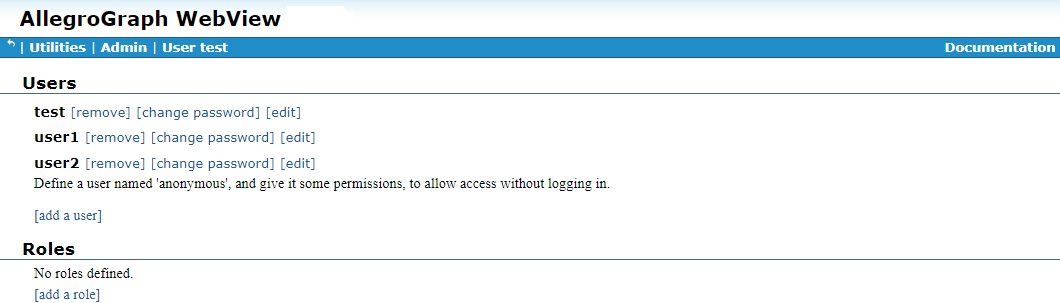 AllegroGraph WebView
| Utilities | Admin | User test Documentation
Users
test [remove] [change password] [edit]
user1 [remove] [change password] [edit]
user2 [remove] [change password] [edit]
Define a user named 'anonymous', and give it some permissions, to allow access without logging in.
[add a user]
Roles
No roles defined.
[add a role]